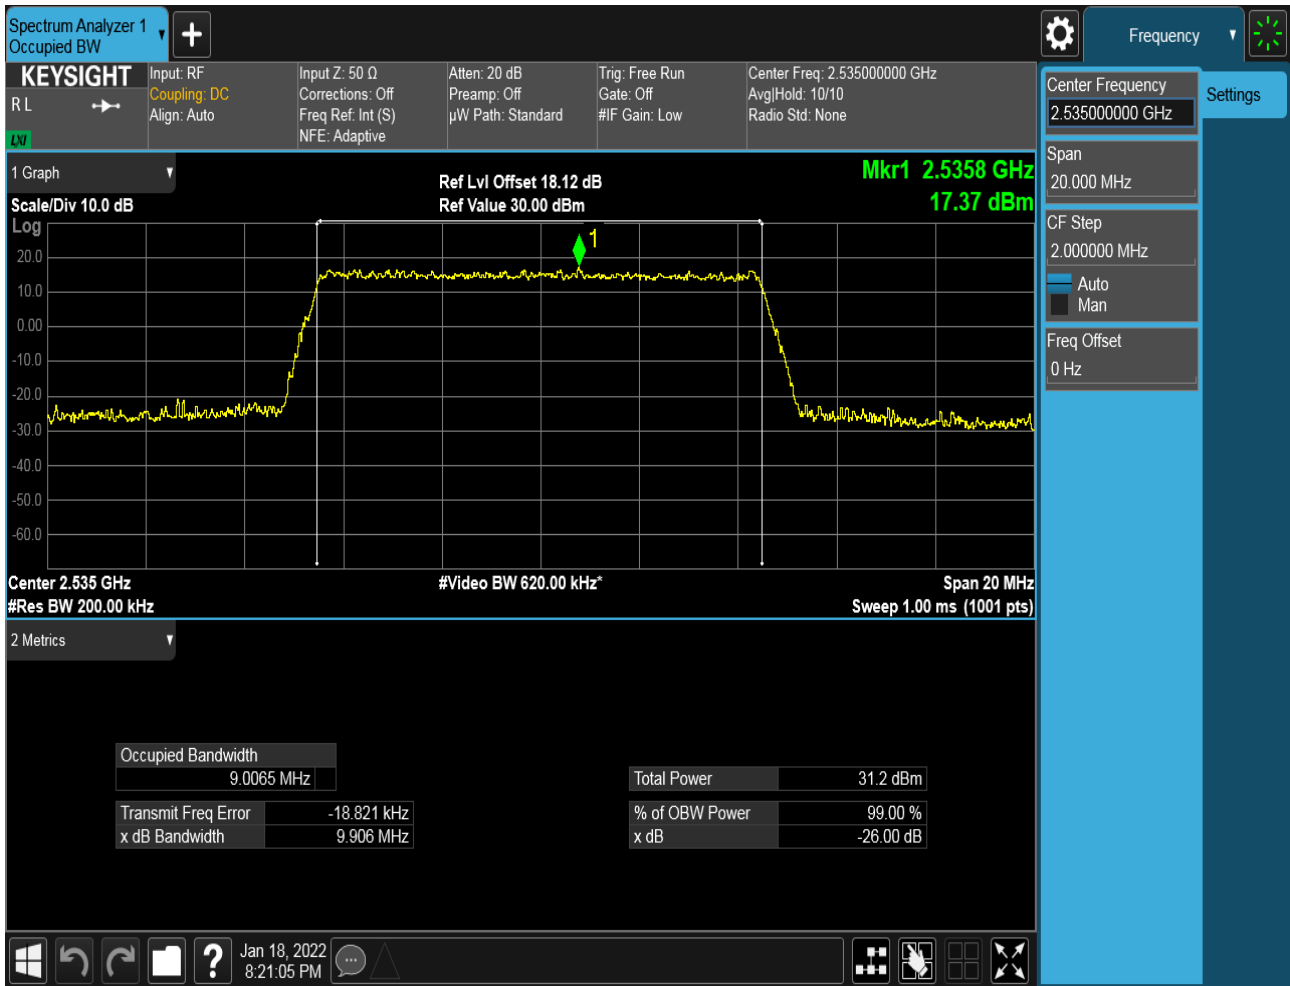 Spectrum Analyzer 1
Occupied BW
Frequency
KEYSIGHT
R L
LXI
Input: RF
Coupling: DC
Align: Auto
Input Z: 50 Ω
Corrections: Off
Freq Ref: Int (S)
NFE: Adaptive
Atten: 20 dB
Preamp: Off
µW Path: Standard
Trig: Free Run
Gate: Off
#IF Gain: Low
Center Freq: 2.535000000 GHz
Avg|Hold: 10/10
Radio Std: None
Center Frequency
2.535000000 GHz
Settings
Span
20.000 MHz
CF Step
2.000000 MHz
Auto
Man
Freq Offset
0 Hz
1 Graph
Scale/Div 10.0 dB
Ref Lvl Offset 18.12 dB
Ref Value 30.00 dBm
Mkr1 2.5358 GHz
17.37 dBm
Log
1
20.0
10.0
0.00
-10.0
-20.0
-30.0
-40.0
-50.0
-60.0
Center 2.535 GHz
#Video BW 620.00 kHz*
Span 20 MHz
#Res BW 200.00 kHz
Sweep 1.00 ms (1001 pts)
2 Metrics
Occupied Bandwidth
9.0065 MHz
Total Power 31.2 dBm
Transmit Freq Error -18.821 kHz
% of OBW Power 99.00 %
x dB Bandwidth 9.906 MHz
x dB -26.00 dB
?
Jan 18, 2022
8:21:05 PM